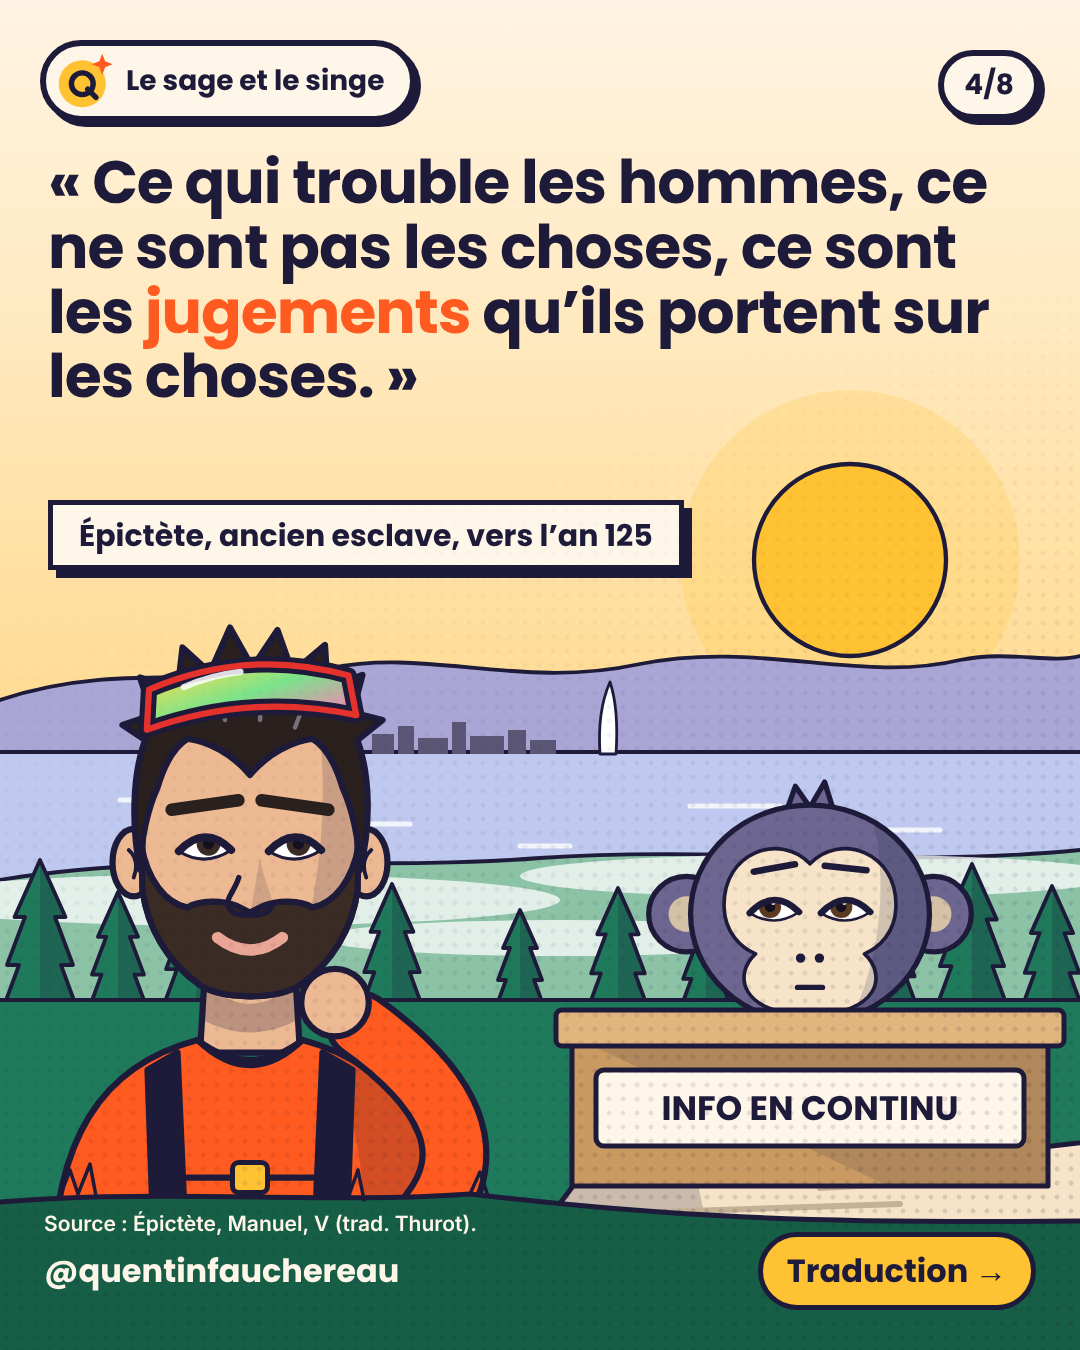 Q Le sage et le singe
4/8
« Ce qui trouble les hommes, ce
ne sont pas les choses, ce sont
les jugements qu’ils portent sur
les choses. »
Épictète, ancien esclave, vers l’an 125
INFO EN CONTINU
Source : Épictète, Manuel, V (trad. Thurot).
@quentinfauchereau
Traduction →